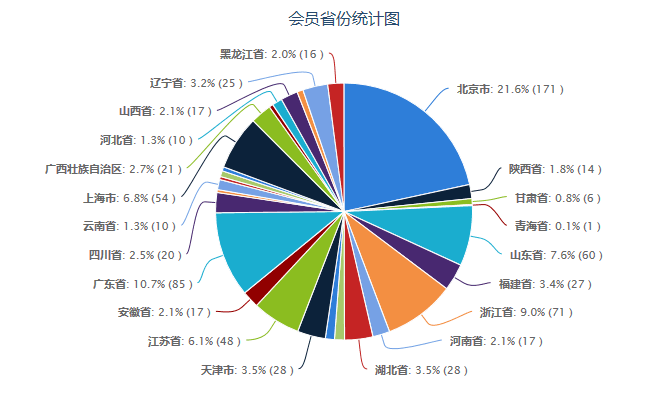 会员省份统计图
黑龙江省: 2.0% (16 )
辽宁省: 3.2% (25 )
山西省: 2.1% (17 )
河北省: 1.3% (10 )
广西壮族自治区: 2.7% (21 )
上海市: 6.8% (54 )
云南省: 1.3% (10 )
四川省: 2.5% (20 )
广东省: 10.7% (85 )
安徽省: 2.1% (17 )
江苏省: 6.1% (48 )
天津市: 3.5% (28 )
北京市: 21.6% (171 )
陕西省: 1.8% (14 )
甘肃省: 0.8% (6 )
青海省: 0.1% (1 )
山东省: 7.6% (60 )
福建省: 3.4% (27 )
浙江省: 9.0% (71 )
河南省: 2.1% (17 )
湖北省: 3.5% (28 )